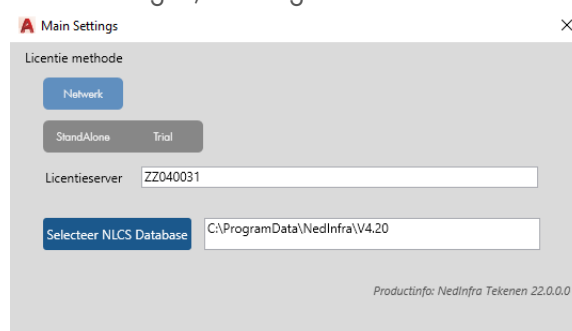 Main Settings
Licentie methode
Netwerk
StandAlone Trial
Licentieserver ZZ040031
Selecteer NLCS Database C:\ProgramData\NedInfra\V4.20
Productinfo: NedInfra Tekenen 22.0.0.0